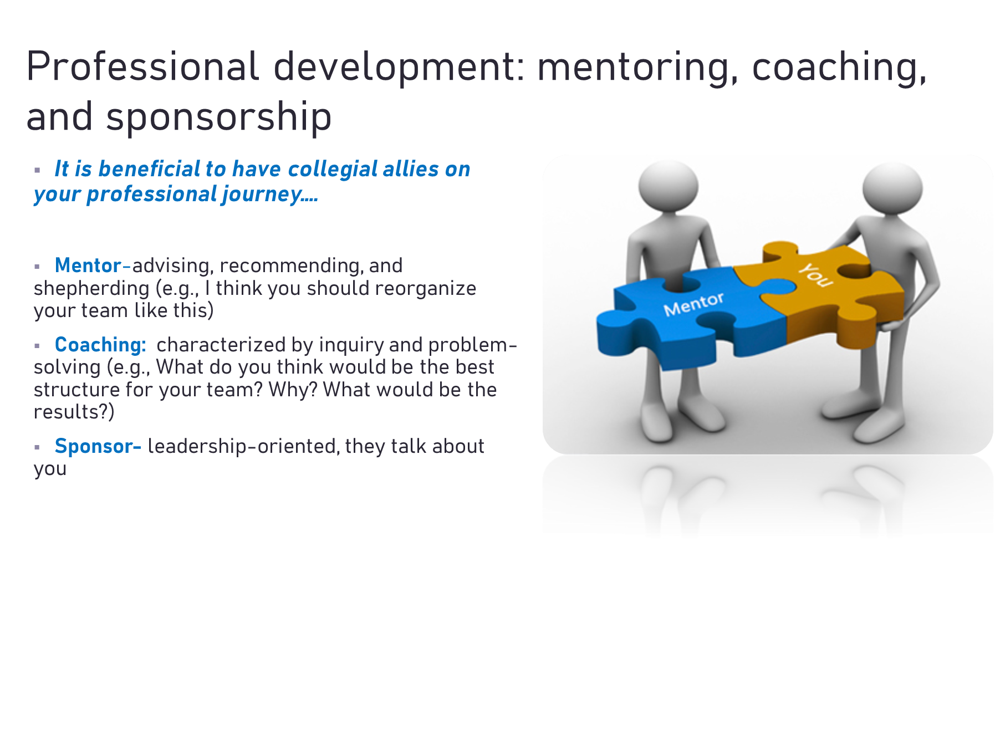 Professional development: mentoring, coaching,
and sponsorship
▪ It is beneficial to have collegial allies on
your professional journey....
▪ Mentor-advising, recommending, and
shepherding (e.g., I think you should reorganize
your team like this)
▪ Coaching: characterized by inquiry and problem-
solving (e.g., What do you think would be the best
structure for your team? Why? What would be the
results?)
▪ Sponsor- leadership-oriented, they talk about
you
Mentor
You